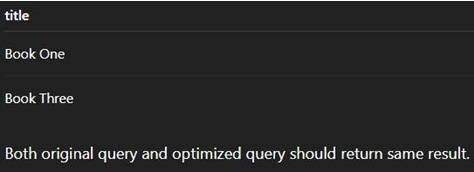 title
Book One
Book Three
Both original query and optimized query should return same result.